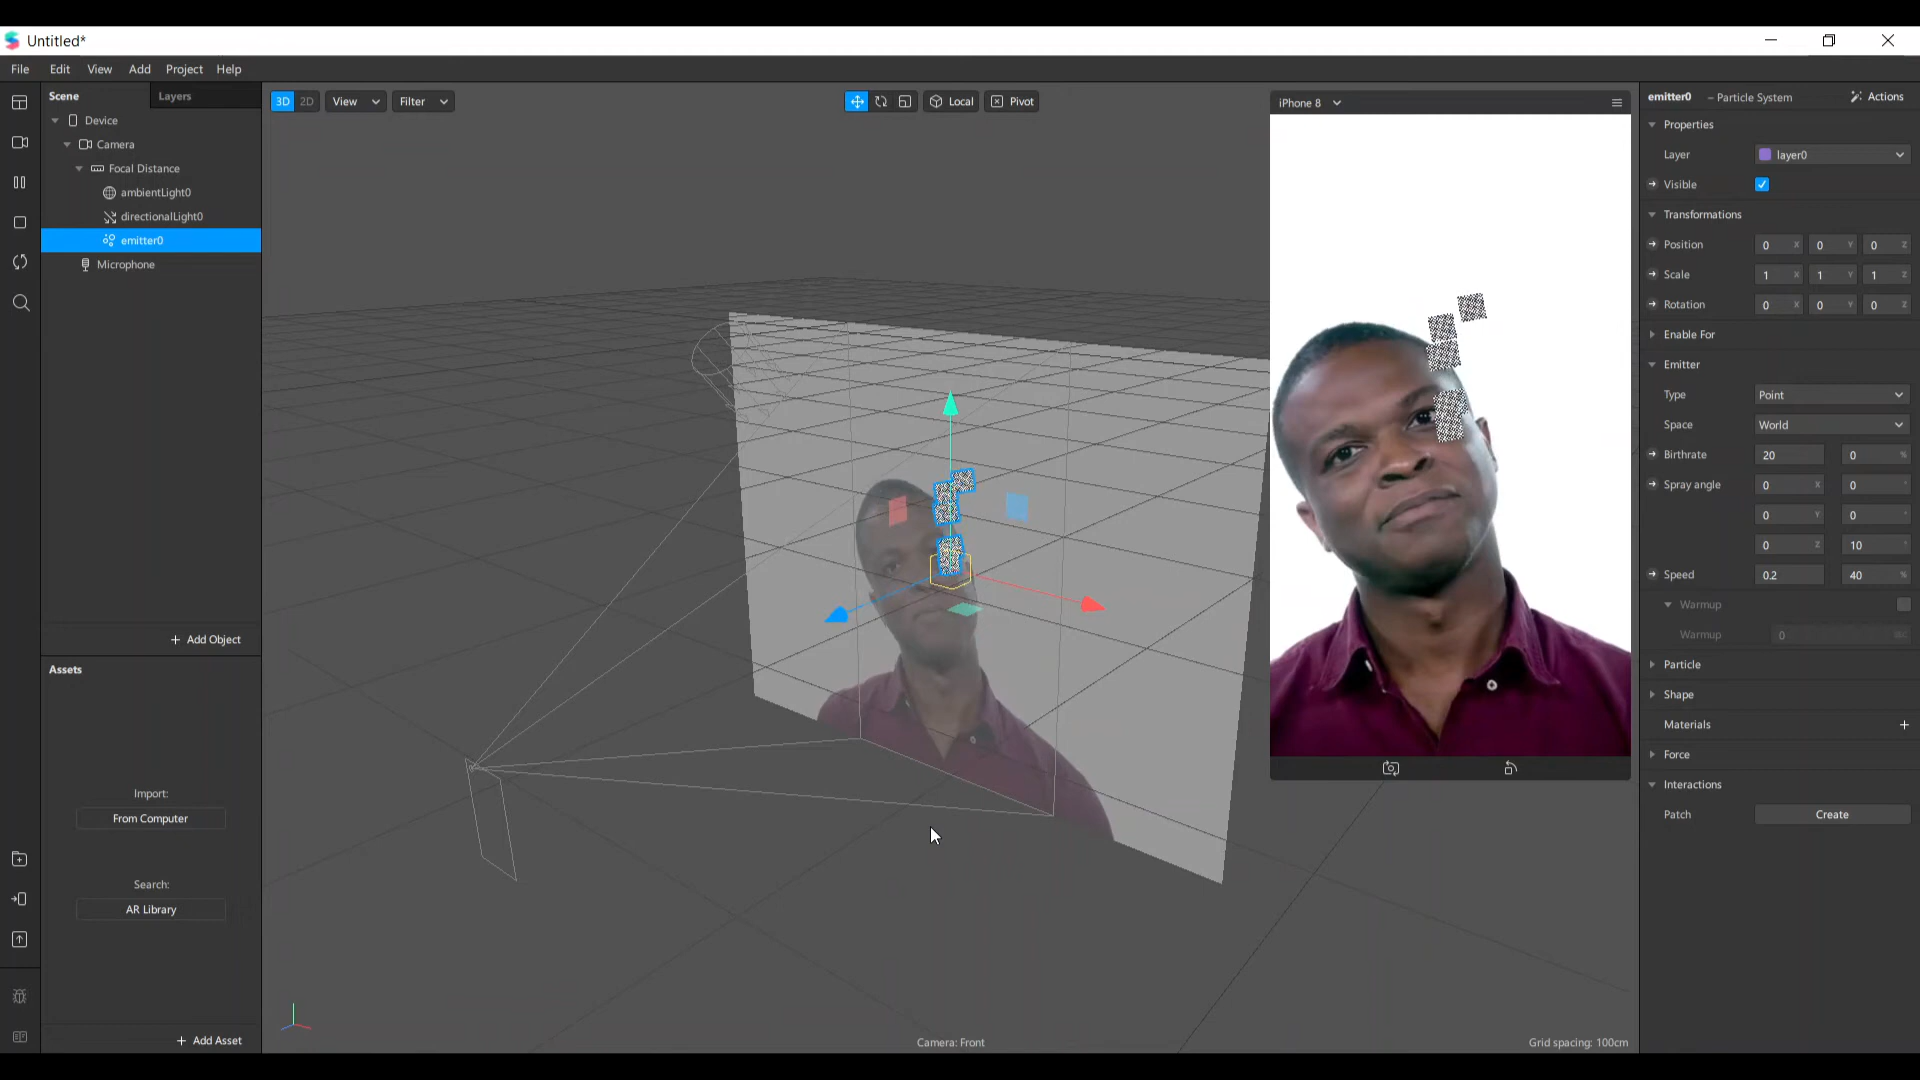 Untitled*
File Edit View Add Project Help
Scene Layers
Device
Camera
Focal Distance
ambientLight0
directionalLight0
emitter0
Microphone
+ Add Object
Assets
Import:
From Computer
Search:
AR Library
+ Add Asset
3D 2D View Filter
Local Pivot
Camera: Front
Grid spacing: 100cm
iPhone 8
emitter0 – Particle System Actions
Properties
Layer layer0
Visible
Transformations
Position 0 X 0 Y 0 Z
Scale 1 X 1 Y 1 Z
Rotation 0 X 0 Y 0 Z
Enable For
Emitter
Type Point
Space World
Birthrate 20 0 %
Spray angle 0 X 0 °
0 Y 0 °
0 Z 10 °
Speed 0.2 40 %
Warmup
Warmup 0 sec
Particle
Shape
Materials +
Force
Interactions
Patch Create